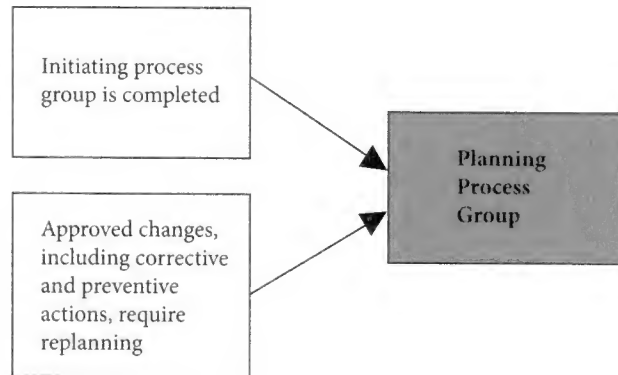 Initiating process
group is completed
Planning
Process
Group
Approved changes,
including corrective
and preventive
actions, require
replanning